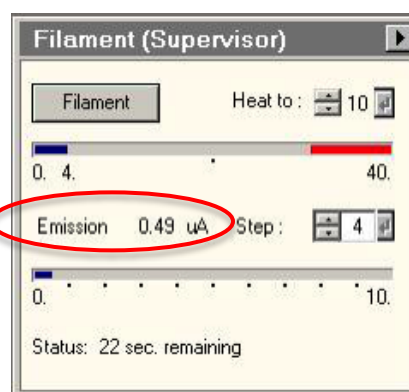 Filament (Supervisor)
Filament Heat to : 10
0. 4. 40.
Emission 0.49 uA Step : 4
0. 10.
Status: 22 sec. remaining